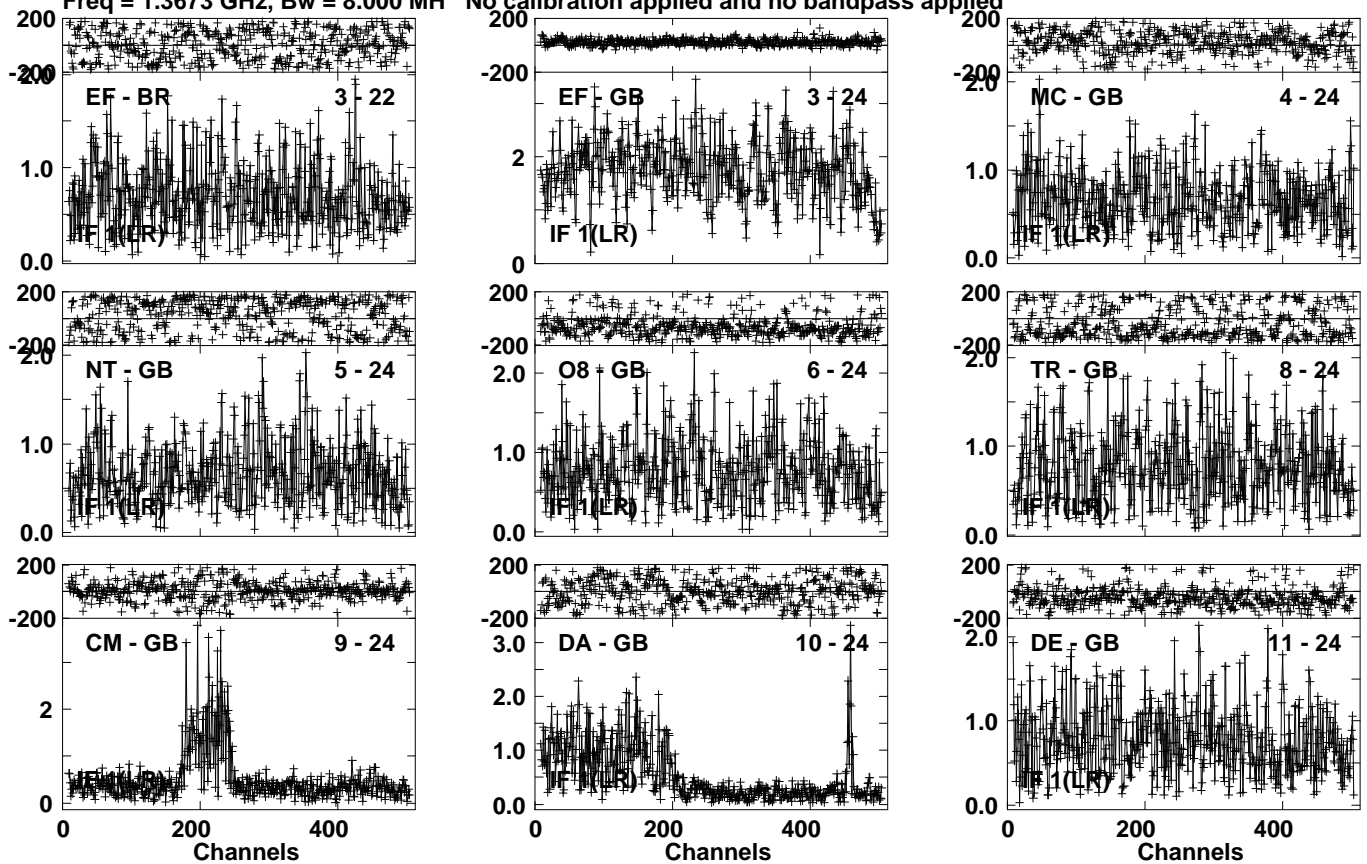 Freq = 1.3673 GHz, Bw = 8.000 MH No calibration applied and no bandpass applied
200
-200
2.0
1.0
0.0
EF - BR 3 - 22
IF 1(LR)
200
-200
2
0
EF - GB 3 - 24
IF 1(LR)
200
-200
2.0
1.0
0.0
MC - GB 4 - 24
IF 1(LR)
200
-200
2.0
1.0
0.0
NT - GB 5 - 24
IF 1(LR)
200
-200
2.0
1.0
0.0
O8 - GB 6 - 24
IF 1(LR)
200
-200
2.0
1.0
0.0
TR - GB 8 - 24
IF 1(LR)
200
-200
2
0
CM - GB 9 - 24
IF 1(LR)
0 200 400
Channels
200
-200
3.0
2.0
1.0
0.0
DA - GB 10 - 24
IF 1(LR)
0 200 400
Channels
200
-200
2.0
1.0
0.0
DE - GB 11 - 24
IF 1(LR)
0 200 400
Channels